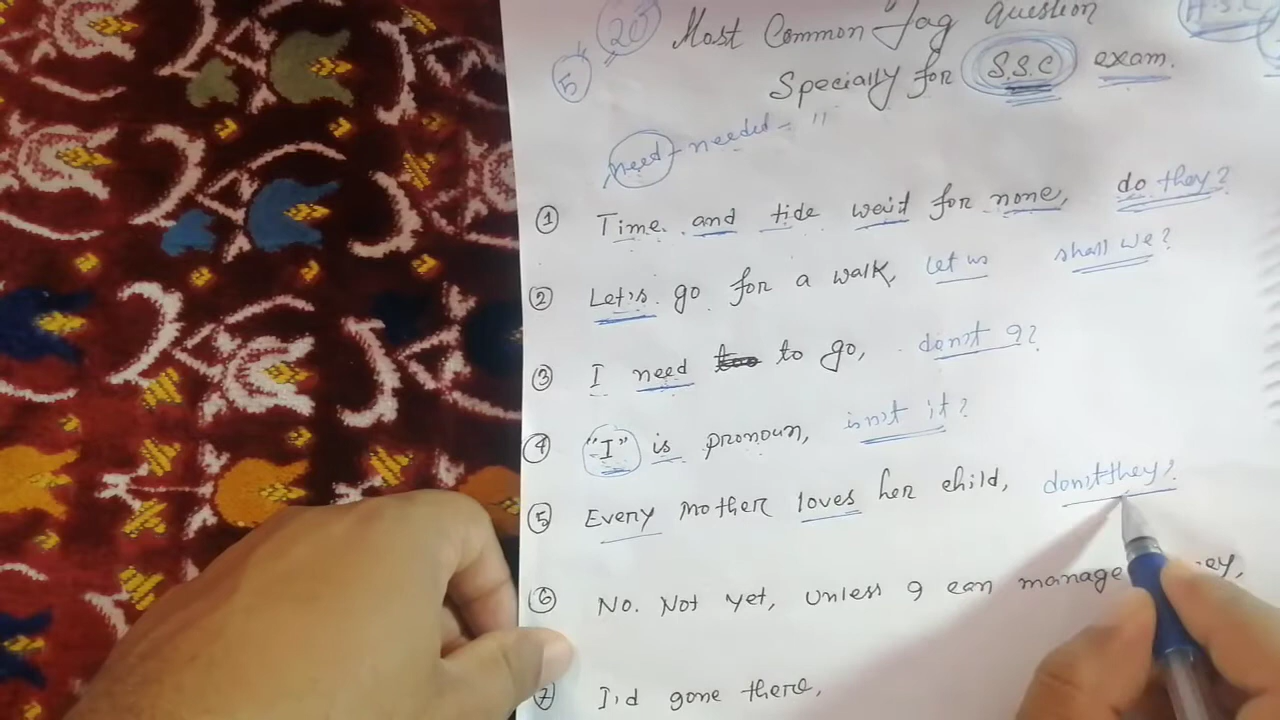 20 Most Common Tag Question H.S.C
5 Specially for S.S.C exam.
need - needed = "
① Time and tide wait for none, do they?
② Let's go for a walk, let us shall we?
③ I need to go, don't I?
④ "I" is pronoun, isn't it?
⑤ Every mother loves her child, don't they?
⑥ No. Not yet, unless I can manage
⑦ I'd gone there,